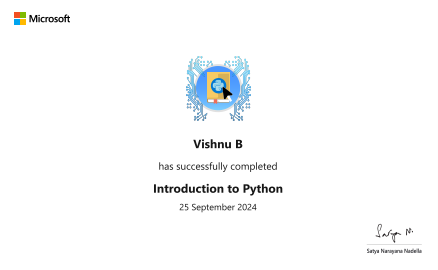 Microsoft
Vishnu B
has successfully completed
Introduction to Python
25 September 2024
Satya N.
Satya Narayana Nadella